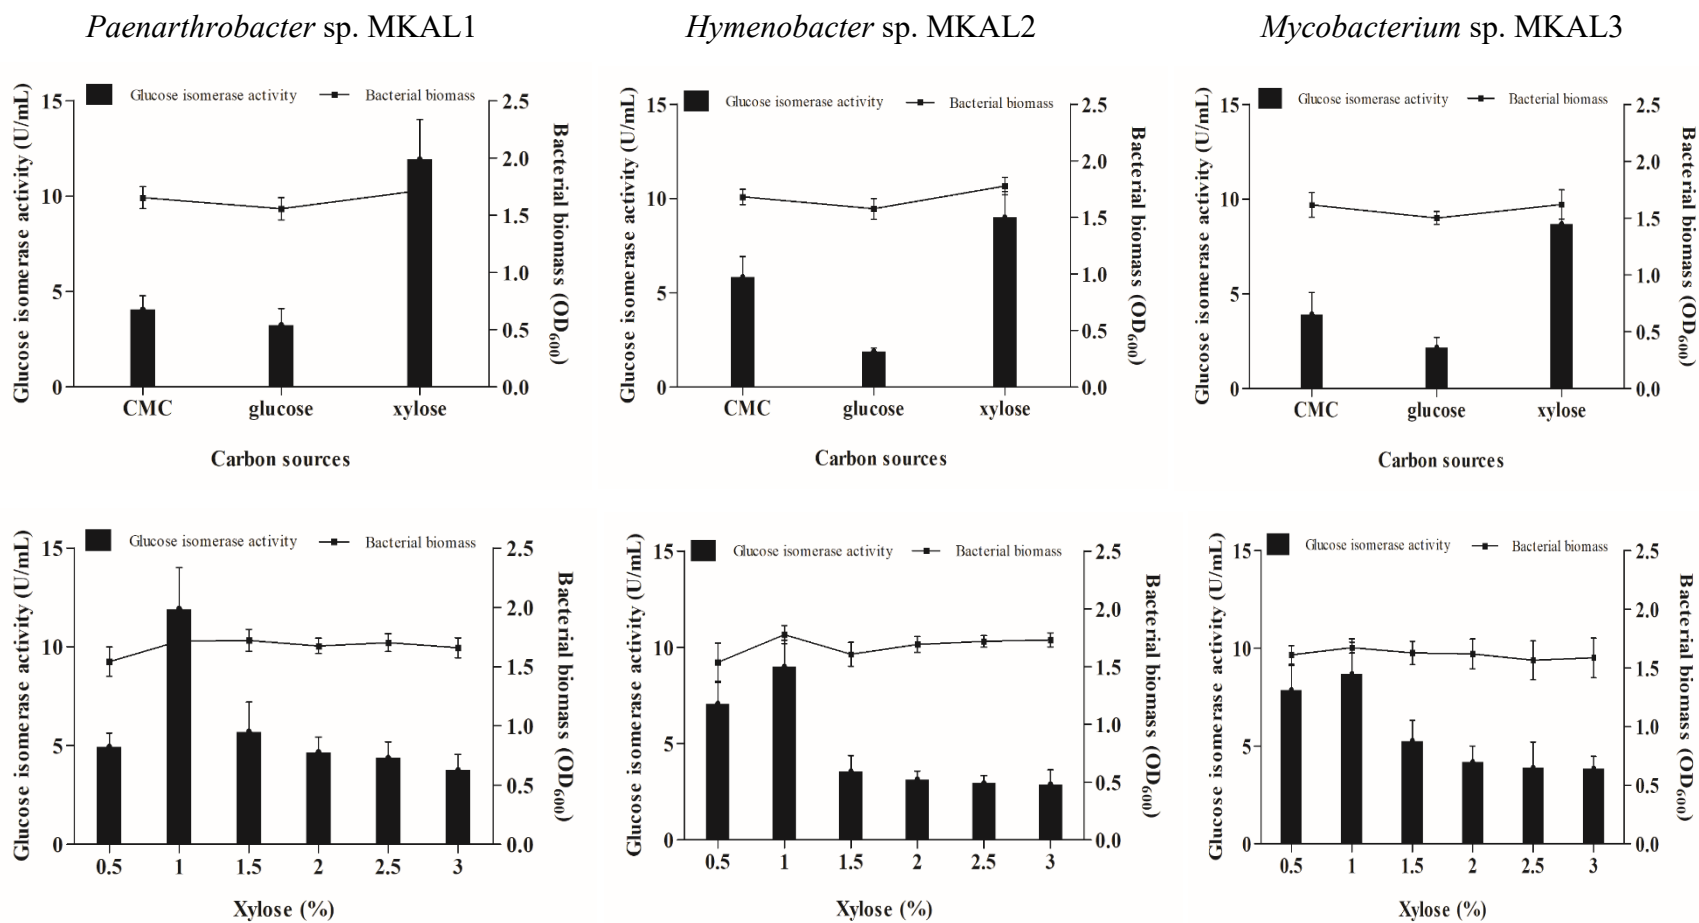 Paenarthrobacter sp. MKAL1
Hymenobacter sp. MKAL2
Mycobacterium sp. MKAL3
Glucose isomerase activity
Bacterial biomass
Glucose isomerase activity (U/mL)
15
10
5
0
2.5
2.0
1.5
1.0
0.5
0.0
Bacterial biomass (OD₆₀₀)
CMC glucose xylose
Carbon sources
Glucose isomerase activity
Bacterial biomass
Glucose isomerase activity (U/mL)
15
10
5
0
2.5
2.0
1.5
1.0
0.5
0.0
Bacterial biomass (OD₆₀₀)
CMC glucose xylose
Carbon sources
Glucose isomerase activity
Bacterial biomass
Glucose isomerase activity (U/mL)
15
10
5
0
2.5
2.0
1.5
1.0
0.5
0.0
Bacterial biomass (OD₆₀₀)
CMC glucose xylose
Carbon sources
Glucose isomerase activity
Bacterial biomass
Glucose isomerase activity (U/mL)
15
10
5
0
2.5
2.0
1.5
1.0
0.5
0.0
Bacterial biomass (OD₆₀₀)
0.5 1 1.5 2 2.5 3
Xylose (%)
Glucose isomerase activity
Bacterial biomass
Glucose isomerase activity (U/mL)
15
10
5
0
2.5
2.0
1.5
1.0
0.5
0.0
Bacterial biomass (OD₆₀₀)
0.5 1 1.5 2 2.5 3
Xylose (%)
Glucose isomerase activity
Bacterial biomass
Glucose isomerase activity (U/mL)
15
10
5
0
2.5
2.0
1.5
1.0
0.5
0.0
Bacterial biomass (OD₆₀₀)
0.5 1 1.5 2 2.5 3
Xylose (%)